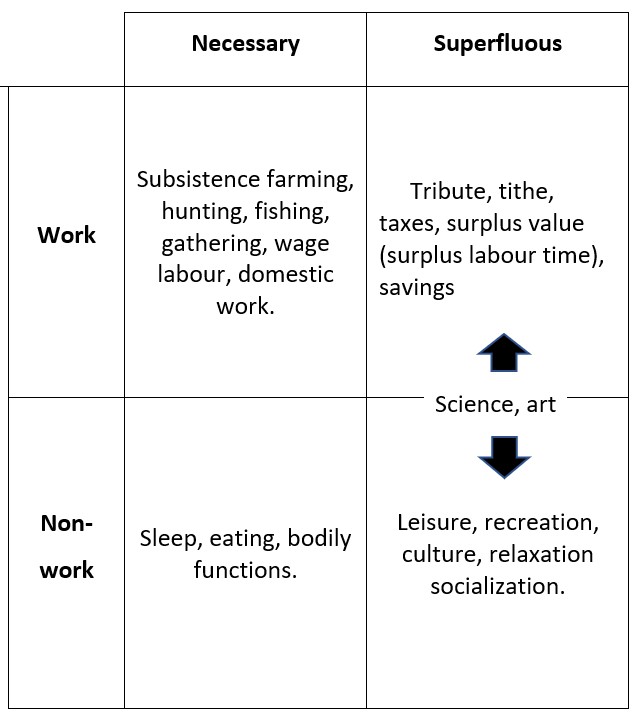 Necessary
Superfluous
Work
Subsistence farming,
hunting, fishing,
gathering, wage
labour, domestic
work.
Tribute, tithe,
taxes, surplus value
(surplus labour time),
savings
Science, art
Non-
work
Sleep, eating, bodily
functions.
Leisure, recreation,
culture, relaxation
socialization.